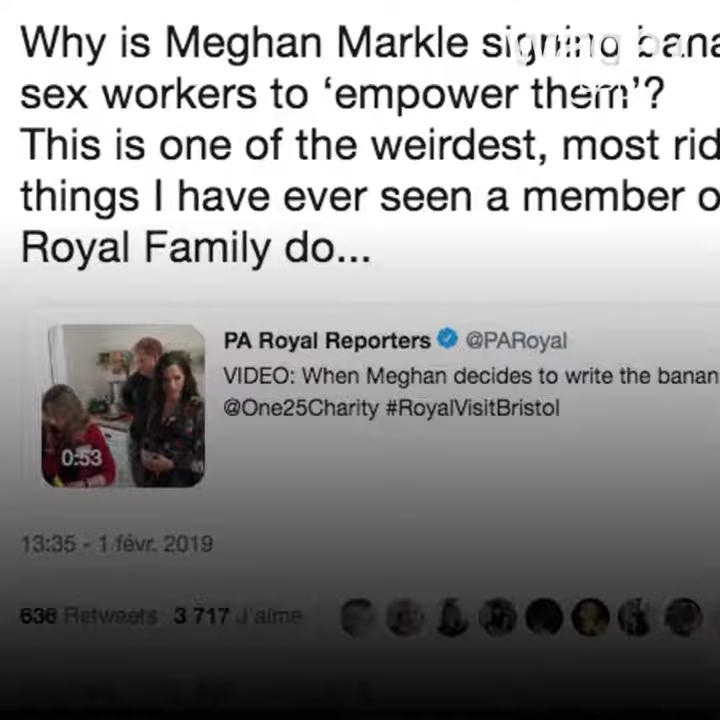 Why is Meghan Markle signing bana
sex workers to ‘empower them’?
This is one of the weirdest, most rid
things I have ever seen a member o
Royal Family do...
PA Royal Reporters @PARoyal
VIDEO: When Meghan decides to write the banan
@One25Charity #RoyalVisitBristol
0:53
13:35 - 1 févr. 2019
636 Retweets 3 717 J'aime